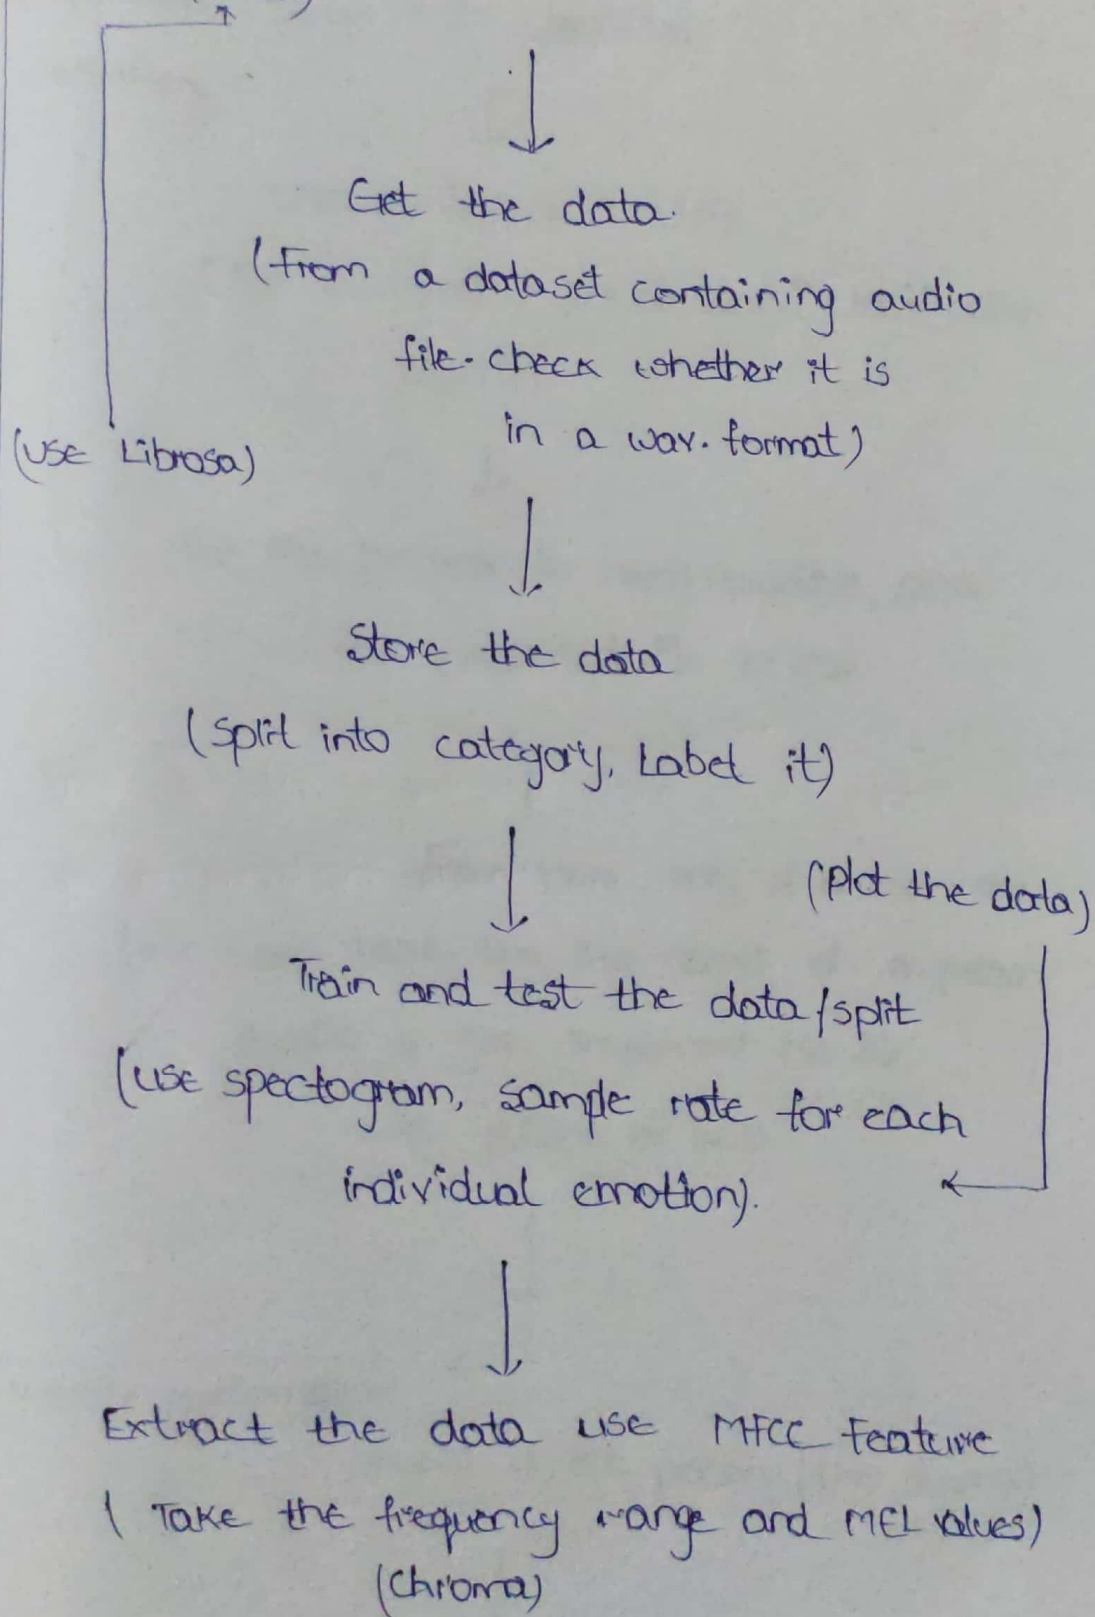 Get the data.
(From a dataset containing audio
file. check whether it is
in a wav. format)
(Use Librosa)
Store the data
(Split into category, Label it)
(Plot the data)
Train and test the data/split
(use spectogram, sample rate for each
individual emotion).
Extract the data use MFCC feature
( Take the frequency range and MEL values)
(Chroma)